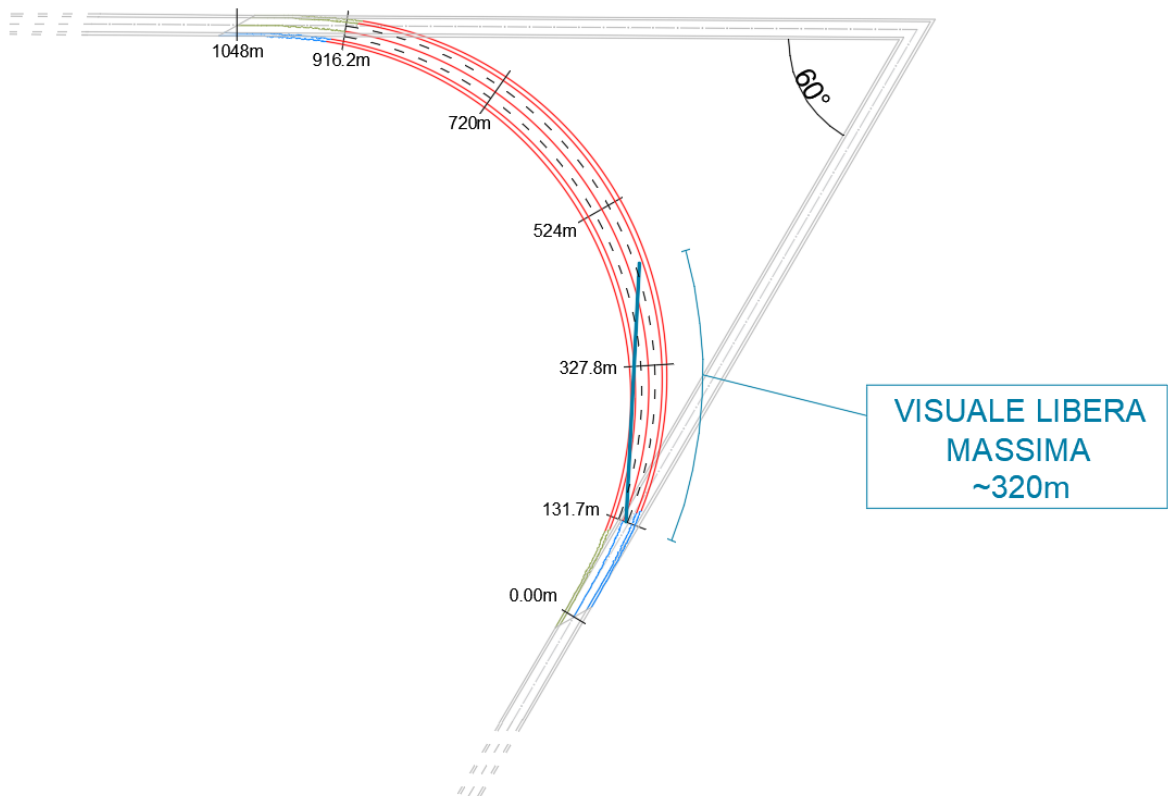 1048m
916.2m
60°
720m
524m
327.8m
VISUALE LIBERA
MASSIMA
~320m
131.7m
0.00m